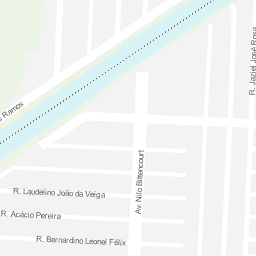 R. Jaziel José Rosa
Ramos
Av. Nilo Bittencourt
R. Laudelino João da Veiga
R. Acácio Pereira
R. Bernardino Leonel Félix